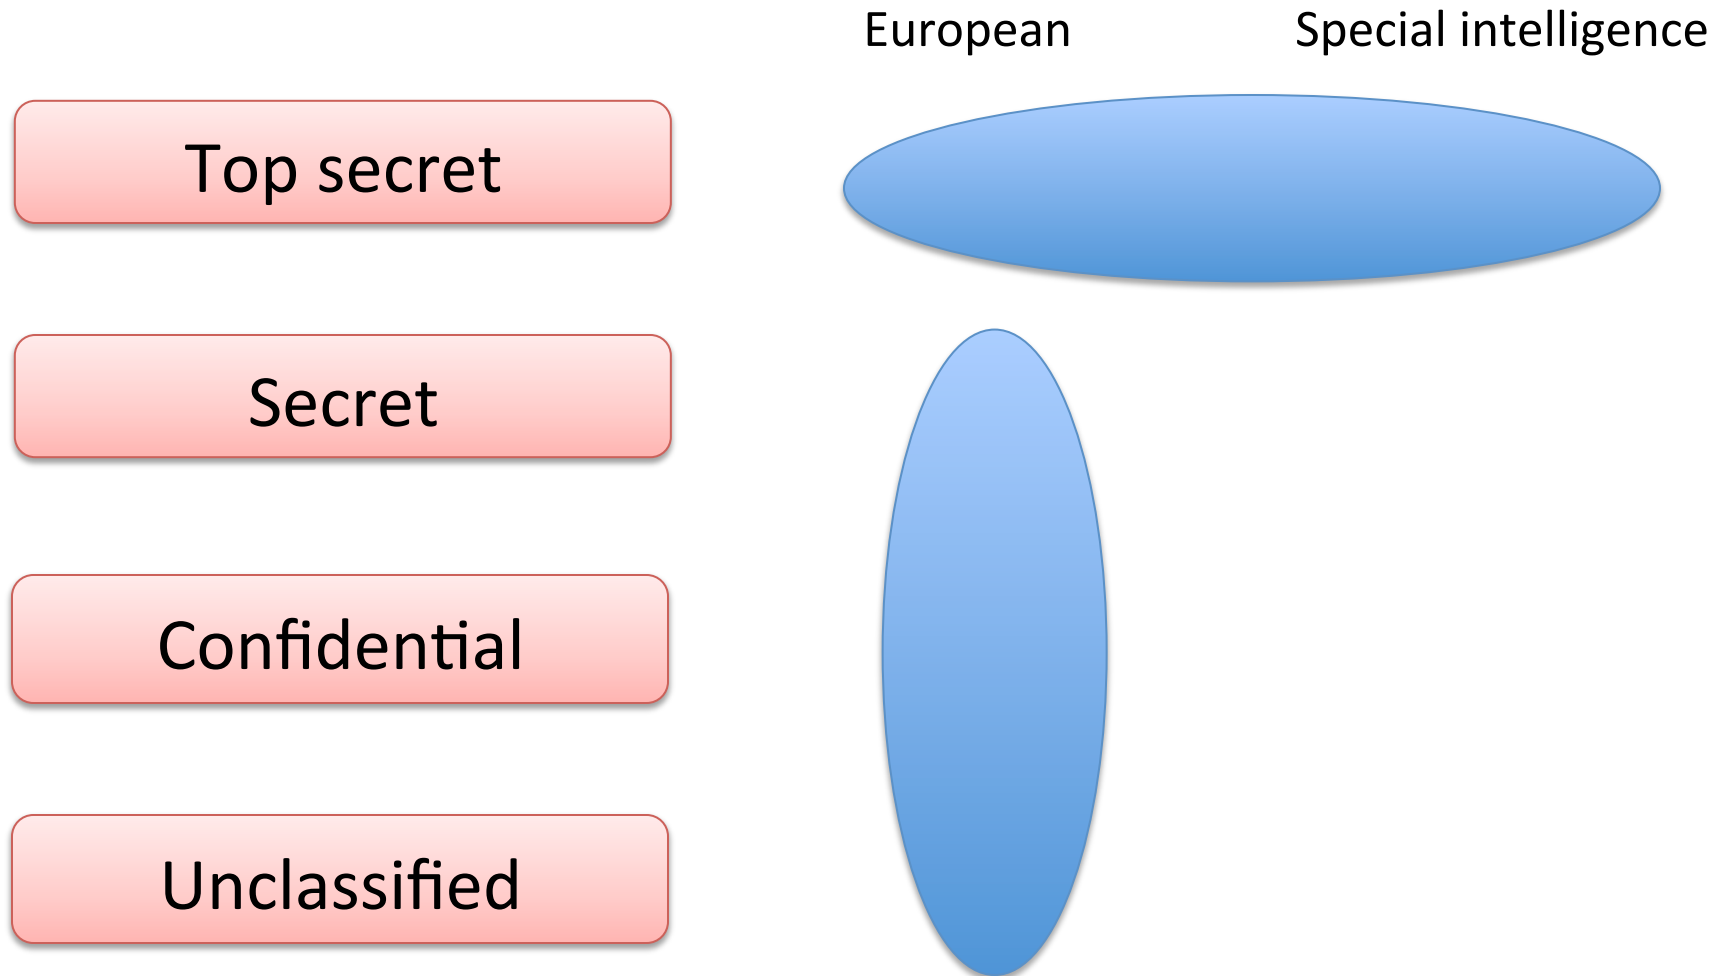 European
Special intelligence
Top secret
Secret
Confidential
Unclassified